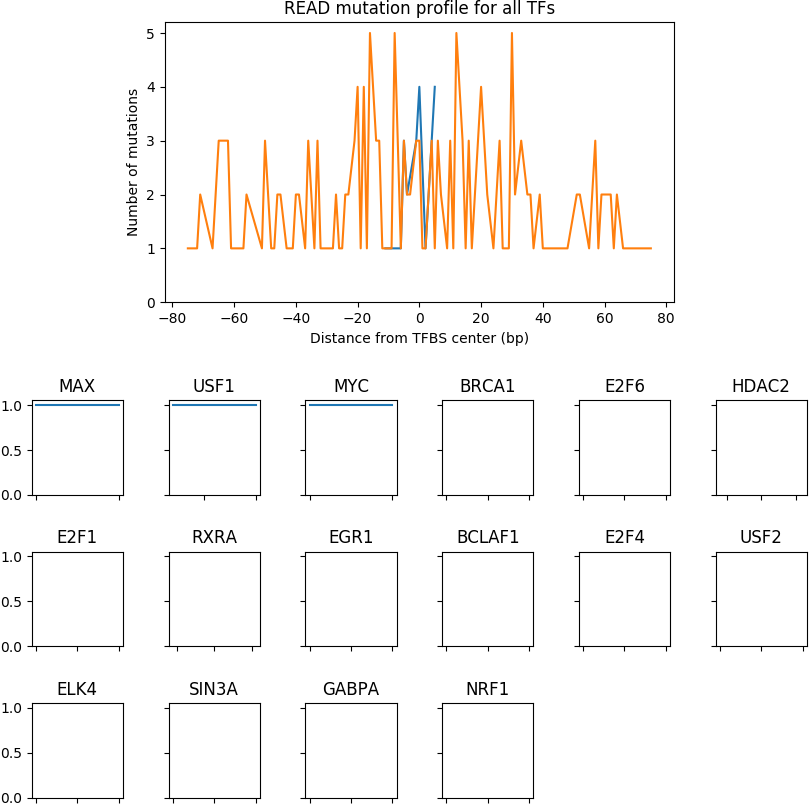 READ mutation profile for all TFs
5
4
3
2
1
0
Number of mutations
−80 −60 −40 −20 0 20 40 60 80
Distance from TFBS center (bp)
MAX USF1 MYC BRCA1 E2F6 HDAC2
1.0
0.5
0.0
E2F1 RXRA EGR1 BCLAF1 E2F4 USF2
1.0
0.5
0.0
ELK4 SIN3A GABPA NRF1
1.0
0.5
0.0